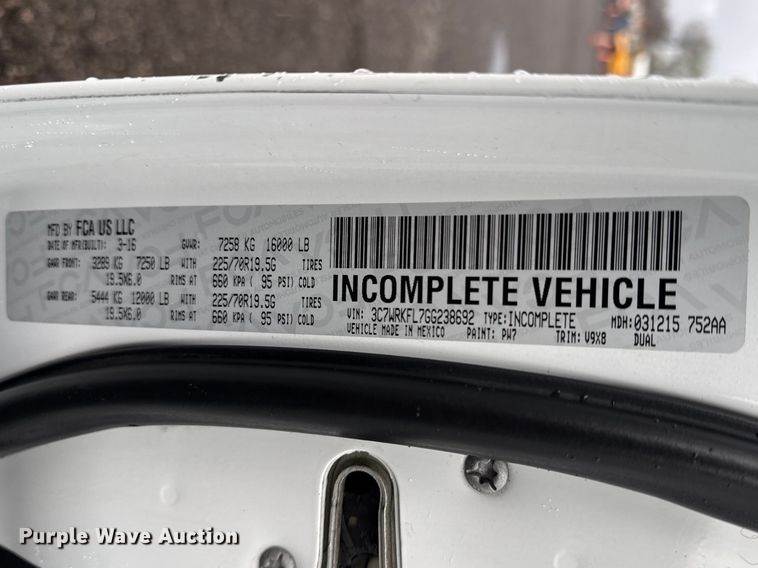 MFD BY FCA US LLC
DATE OF MFR(BUILT): 3-16 GVWR: 7258 KG 16000 LB
GAWR FRONT: 3289 KG 7250 LB WITH 225/70R19.5G TIRES
19.5X6.0 RIMS AT 660 KPA ( 95 PSI) COLD
GAWR REAR: 5444 KG 12000 LB WITH 225/70R19.5G TIRES
19.5X6.0 RIMS AT 660 KPA ( 95 PSI) COLD
INCOMPLETE VEHICLE
VIN: 3C7WRKFL7GG238692 TYPE: INCOMPLETE MDH: 031215 752AA
VEHICLE MADE IN MEXICO PAINT: PW7 TRIM: V9X8 DUAL
Purple Wave Auction